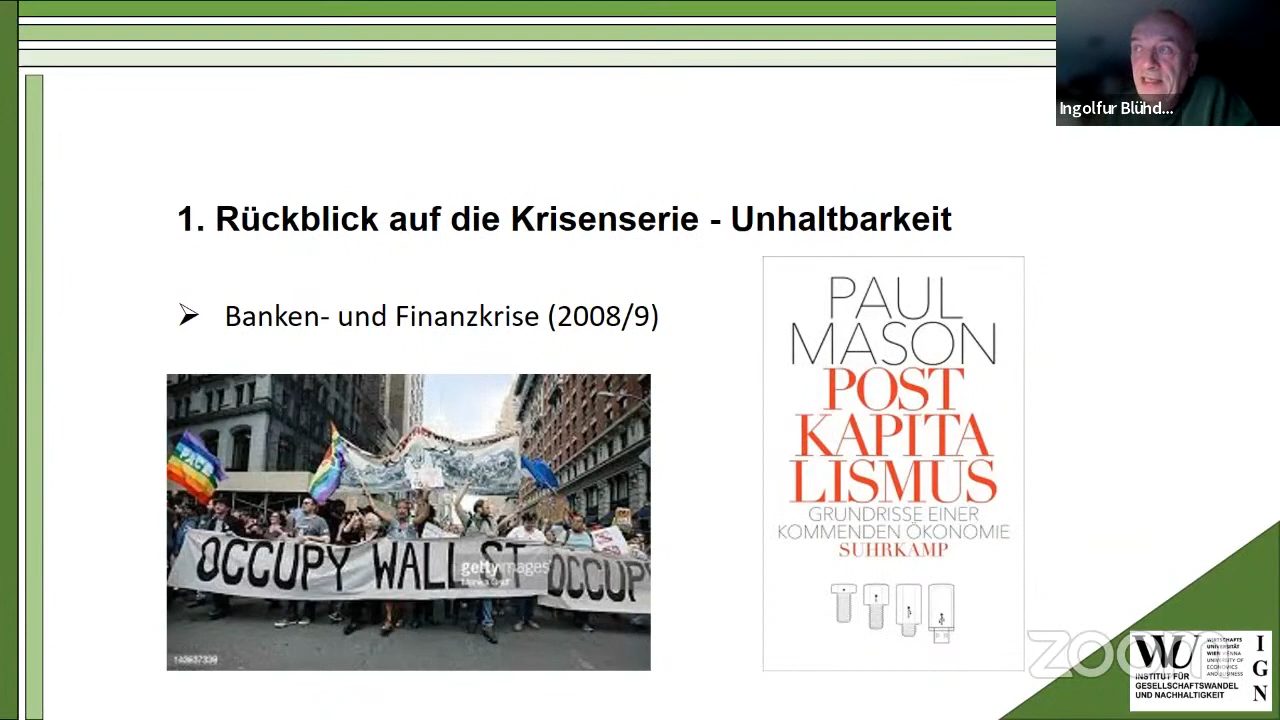 Ingolfur Blühd...
1. Rückblick auf die Krisenserie - Unhaltbarkeit
Banken- und Finanzkrise (2008/9)
OCCUPY WALL ST OCCUP
gettyimages
PAUL
MASON
POST
KAPITA
LISMUS
GRUNDRISSE EINER
KOMMENDEN ÖKONOMIE
SUHRKAMP
zoom
WU
WIRTSCHAFTS
UNIVERSITÄT
WIEN VIENNA
UNIVERSITY OF
ECONOMICS
AND BUSINESS
INSTITUT FÜR
GESELLSCHAFTSWANDEL
UND NACHHALTIGKEIT
IGN